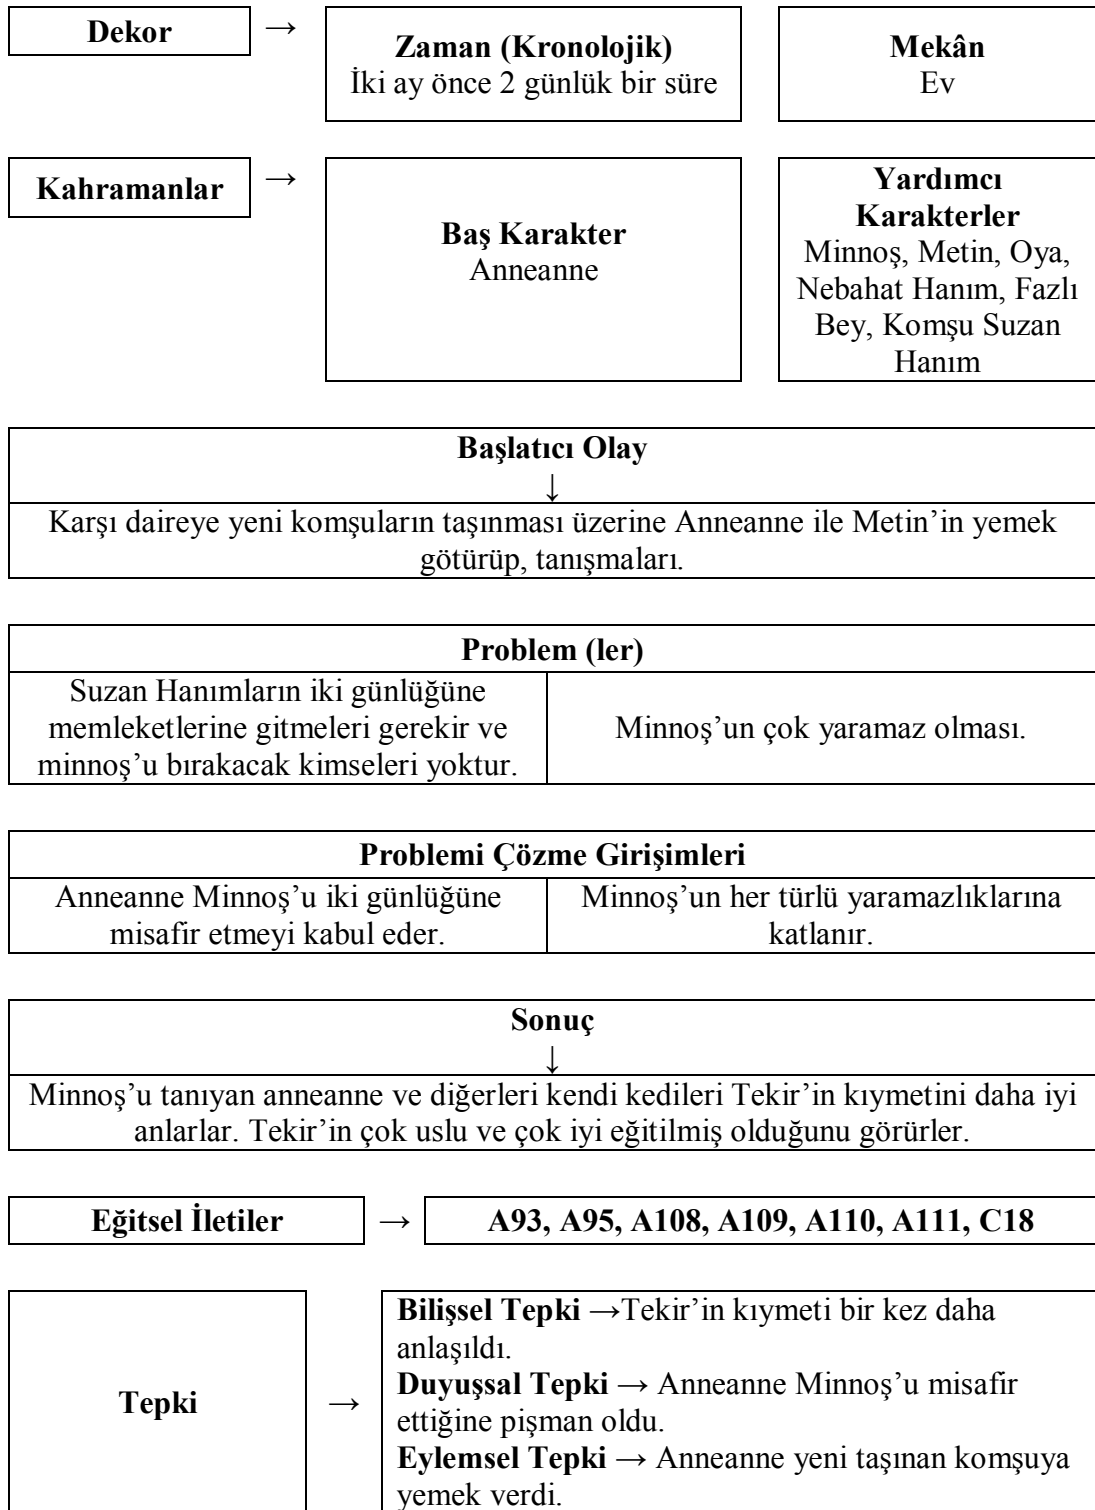 Dekor
→
Zaman (Kronolojik)
İki ay önce 2 günlük bir süre
Mekân
Ev
Kahramanlar
→
Baş Karakter
Anneanne
Yardımcı
Karakterler
Minnoş, Metin, Oya,
Nebahat Hanım, Fazlı
Bey, Komşu Suzan
Hanım
Başlatıcı Olay
↓
Karşı daireye yeni komşuların taşınması üzerine Anneanne ile Metin’in yemek
götürüp, tanışmaları.
Problem (ler)
Suzan Hanımların iki günlüğüne
memleketlerine gitmeleri gerekir ve
minnoş’u bırakacak kimseleri yoktur.
Minnoş’un çok yaramaz olması.
Problemi Çözme Girişimleri
Anneanne Minnoş’u iki günlüğüne
misafir etmeyi kabul eder.
Minnoş’un her türlü yaramazlıklarına
katlanır.
Sonuç
↓
Minnoş’u tanıyan anneanne ve diğerleri kendi kedileri Tekir’in kıymetini daha iyi
anlarlar. Tekir’in çok uslu ve çok iyi eğitilmiş olduğunu görürler.
Eğitsel İletiler
→
A93, A95, A108, A109, A110, A111, C18
Tepki
→
Bilişsel Tepki →Tekir’in kıymeti bir kez daha
anlaşıldı.
Duyuşsal Tepki → Anneanne Minnoş’u misafir
ettiğine pişman oldu.
Eylemsel Tepki → Anneanne yeni taşınan komşuya
yemek verdi.